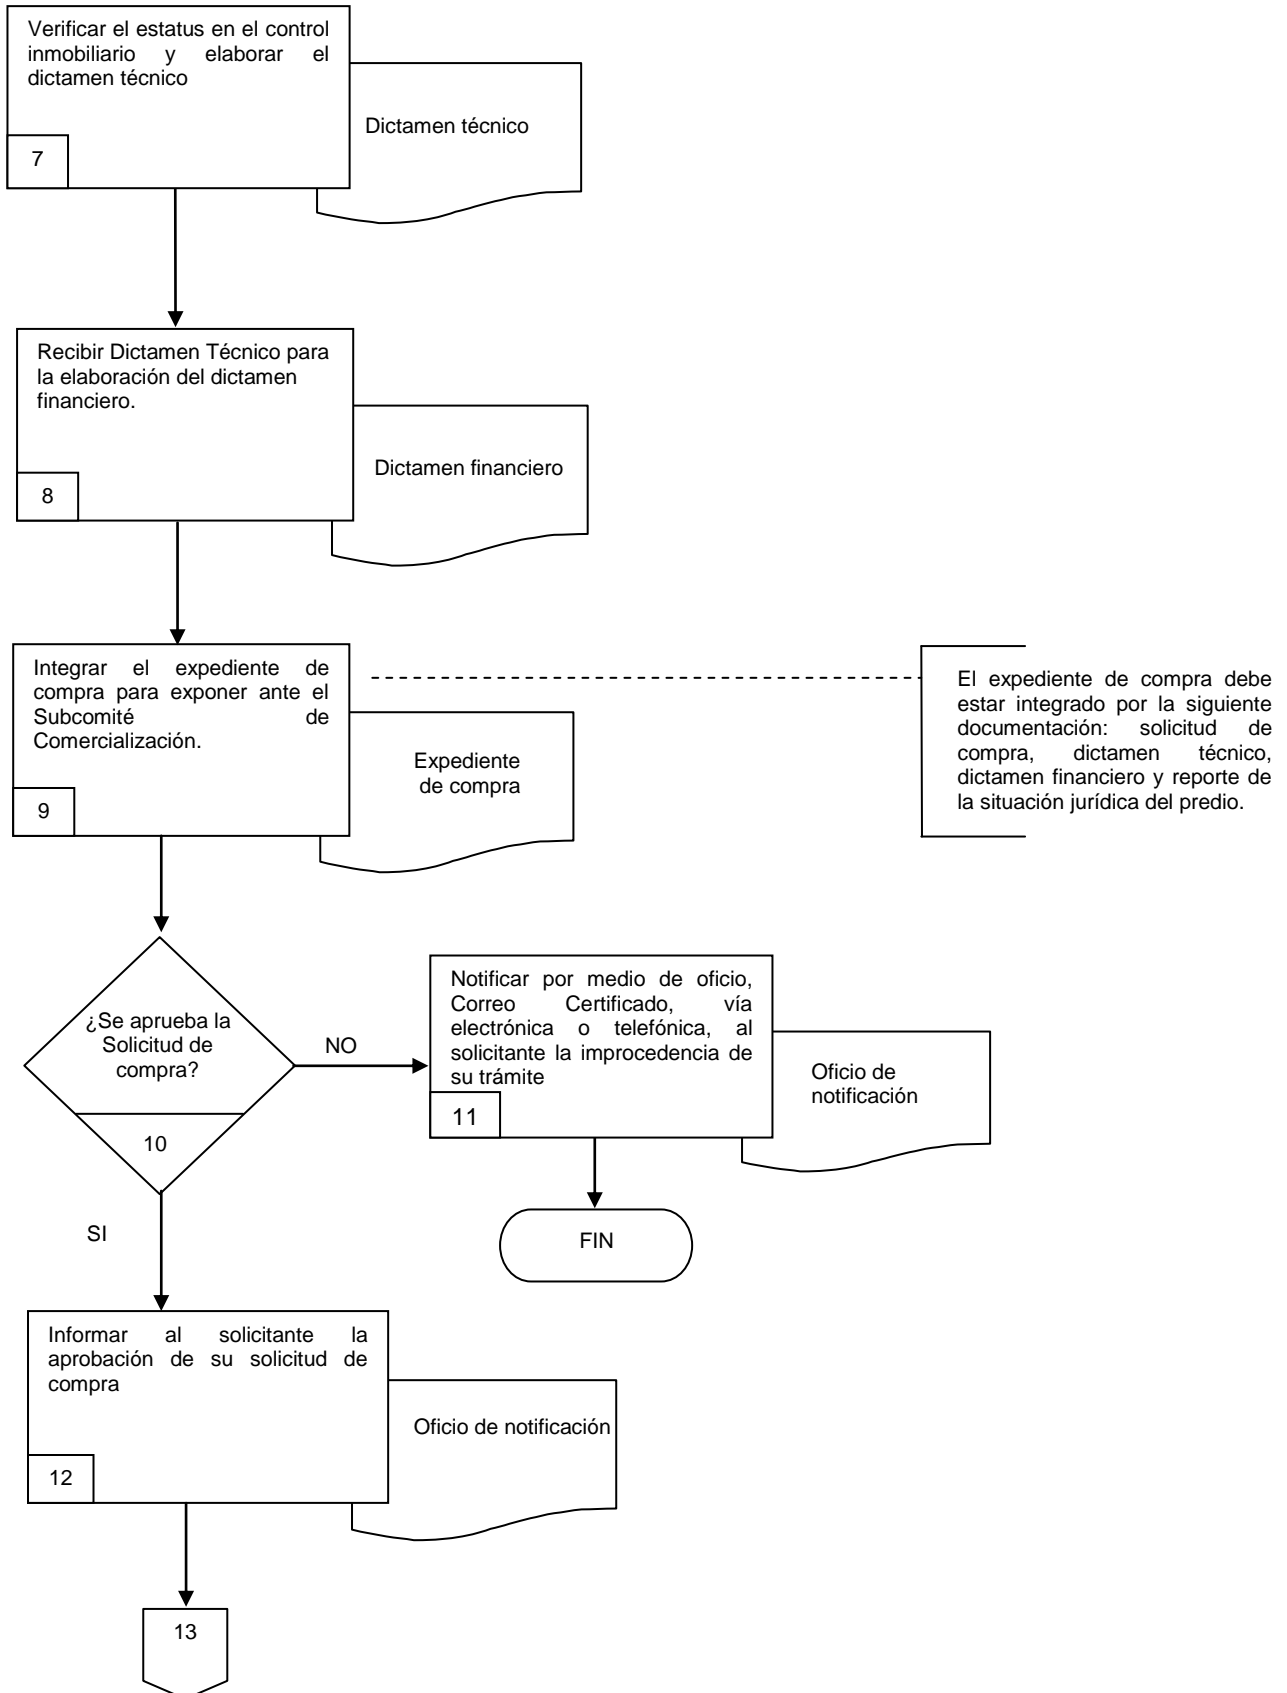 Verificar el estatus en el control
inmobiliario y elaborar el
dictamen técnico
7
Dictamen técnico
Recibir Dictamen Técnico para
la elaboración del dictamen
financiero.
8
Dictamen financiero
Integrar el expediente de
compra para exponer ante el
Subcomité de
Comercialización.
9
Expediente
de compra
El expediente de compra debe
estar integrado por la siguiente
documentación: solicitud de
compra, dictamen técnico,
dictamen financiero y reporte de
la situación jurídica del predio.
¿Se aprueba la
Solicitud de
compra?
10
NO
Notificar por medio de oficio,
Correo Certificado, vía
electrónica o telefónica, al
solicitante la improcedencia de
su trámite
11
Oficio de
notificación
FIN
SI
Informar al solicitante la
aprobación de su solicitud de
compra
12
Oficio de notificación
13